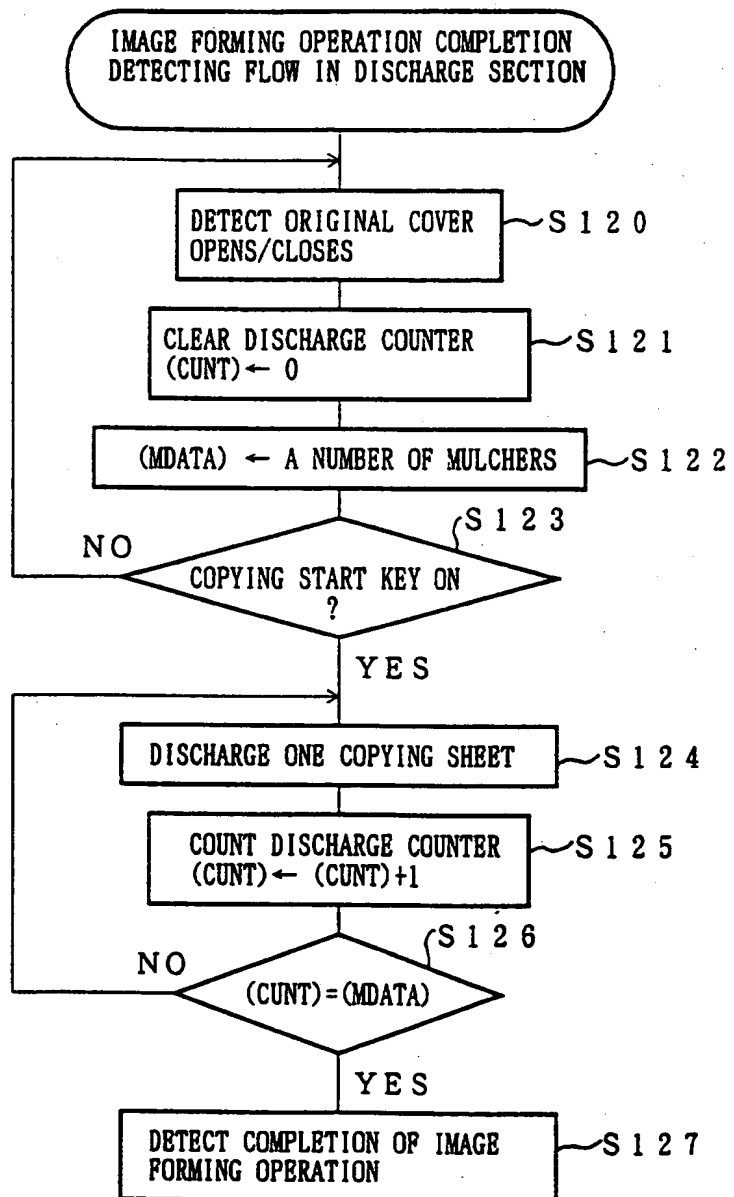 IMAGE FORMING OPERATION COMPLETION
DETECTING FLOW IN DISCHARGE SECTION
DETECT ORIGINAL COVER
OPENS/CLOSES
S120
CLEAR DISCHARGE COUNTER
(CUNT)← 0
S121
(MDATA) ← A NUMBER OF MULCHERS
S122
S123
NO
COPYING START KEY ON
?
YES
DISCHARGE ONE COPYING SHEET
S124
COUNT DISCHARGE COUNTER
(CUNT)← (CUNT)+1
S125
S126
NO
(CUNT)=(MDATA)
YES
DETECT COMPLETION OF IMAGE
FORMING OPERATION
S127